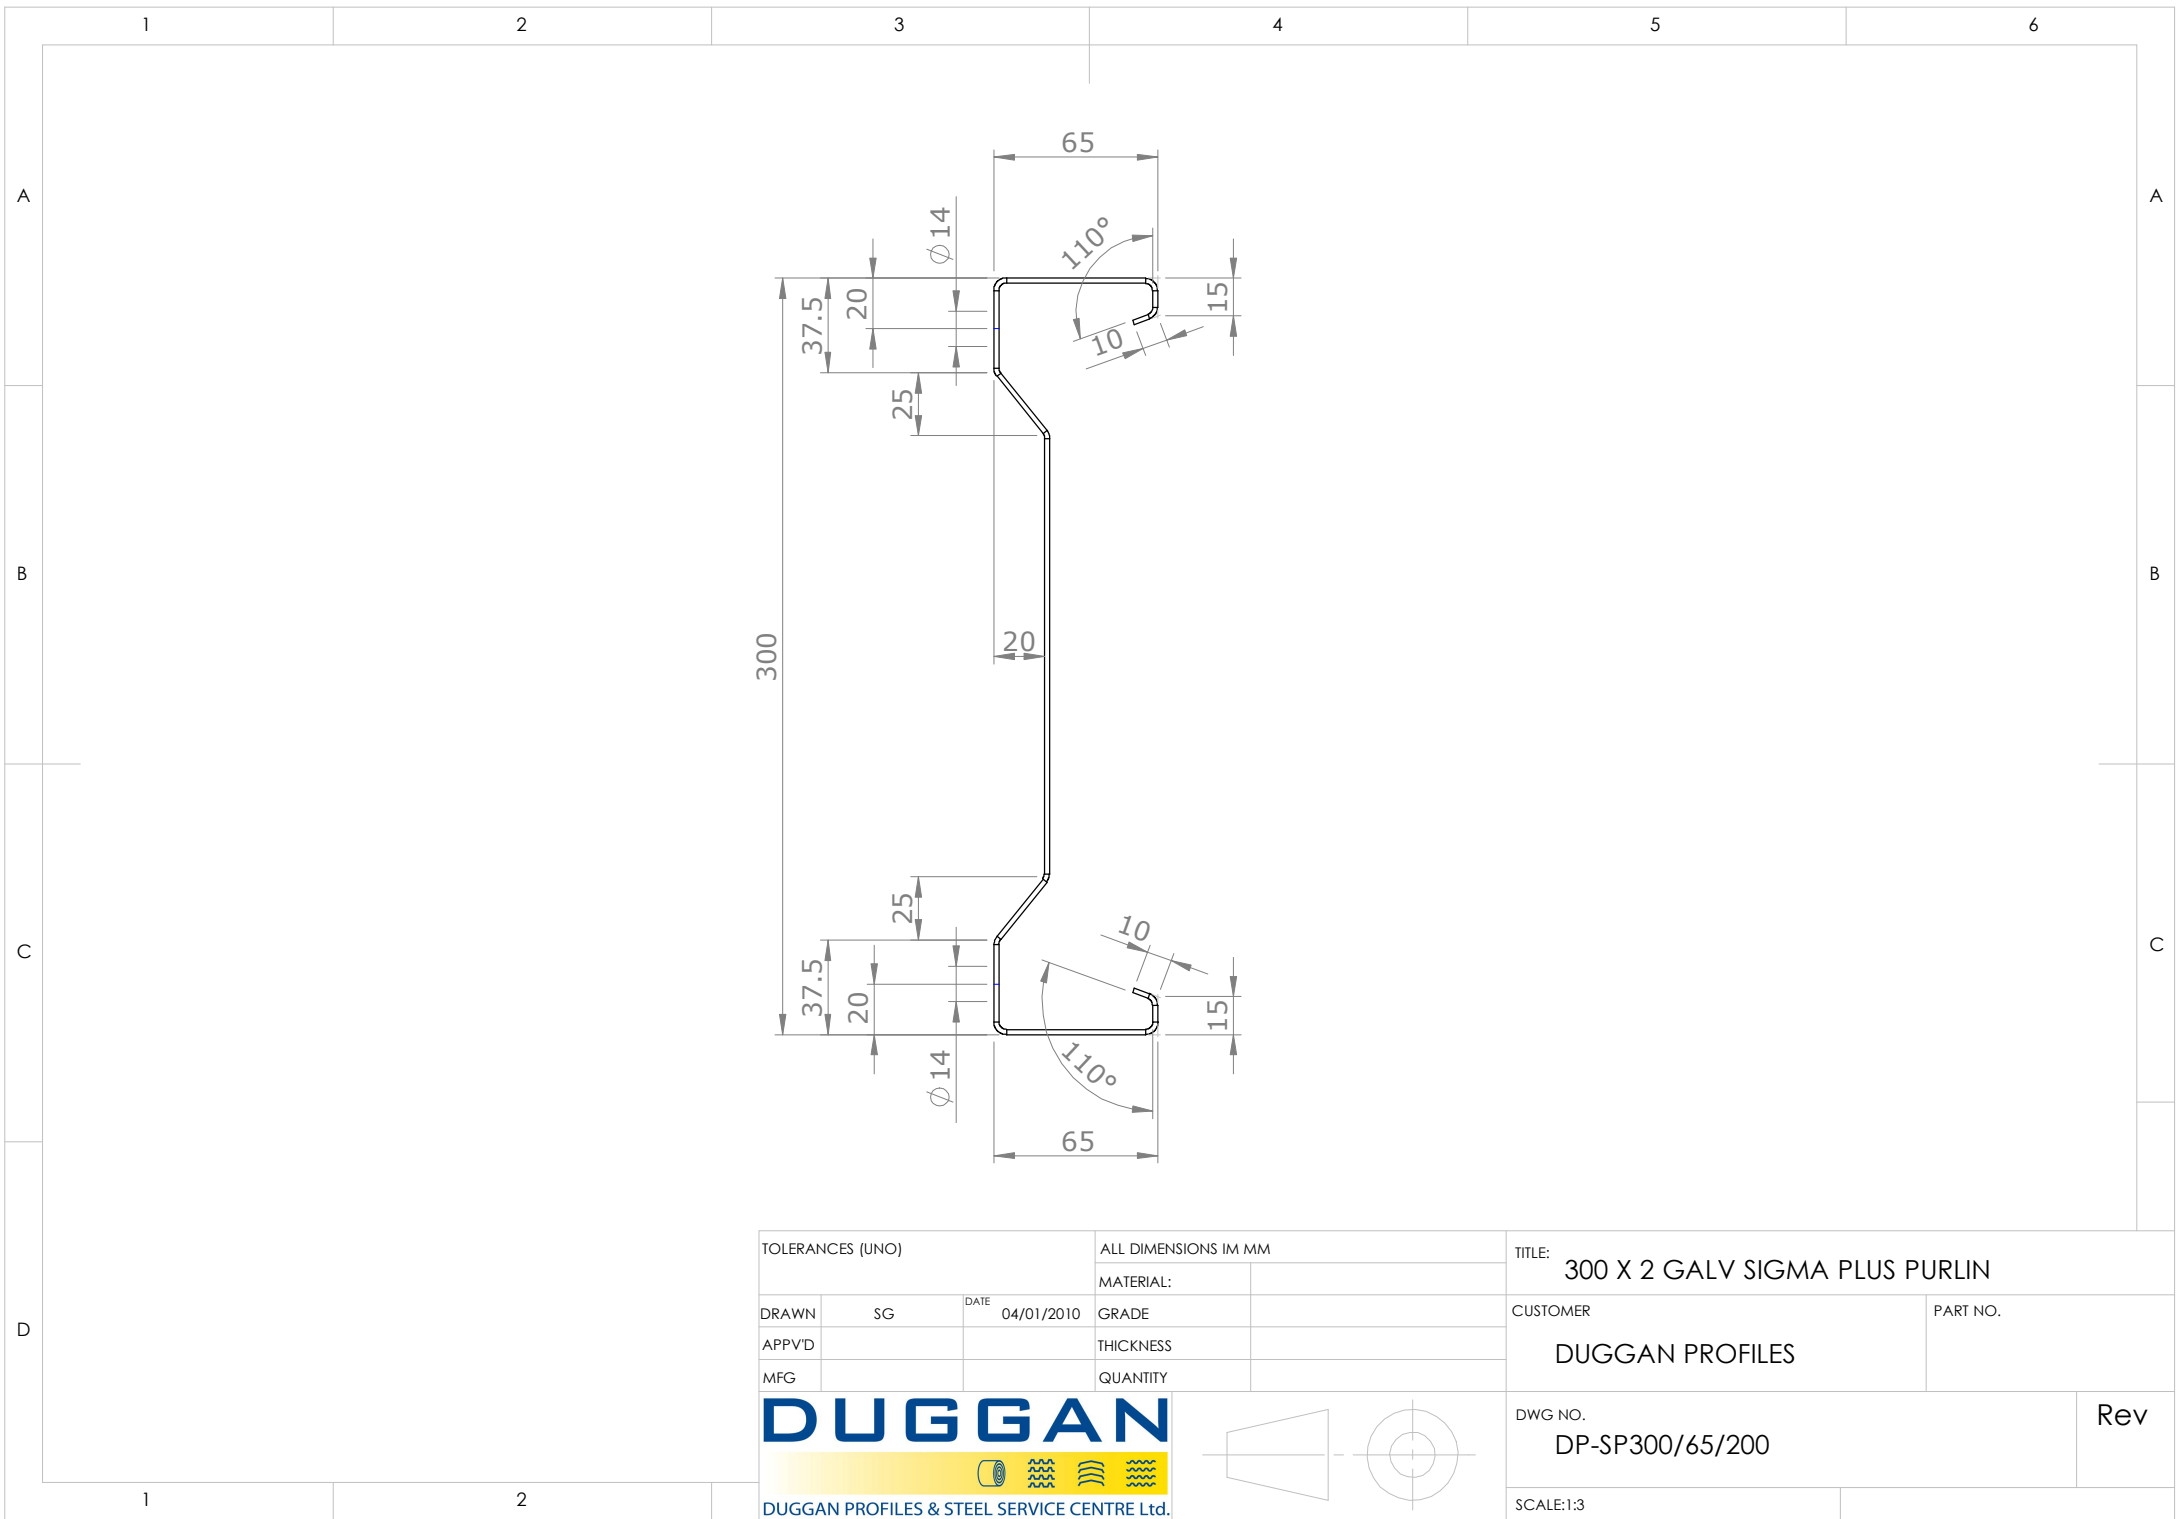 1 2 3 4 5 6
A A
B B
C C
D
65
Ø 14
110°
15
10
37.5
20
25
300
20
25
37.5
20
Ø 14
10
15
110°
65
TOLERANCES (UNO)
ALL DIMENSIONS IM MM
MATERIAL:
DRAWN SG DATE 04/01/2010 GRADE
APPV'D THICKNESS
MFG QUANTITY
TITLE: 300 X 2 GALV SIGMA PLUS PURLIN
CUSTOMER PART NO.
DUGGAN PROFILES
DUGGAN
DUGGAN PROFILES & STEEL SERVICE CENTRE Ltd.
DWG NO.
DP-SP300/65/200
Rev
SCALE:1:3
1 2